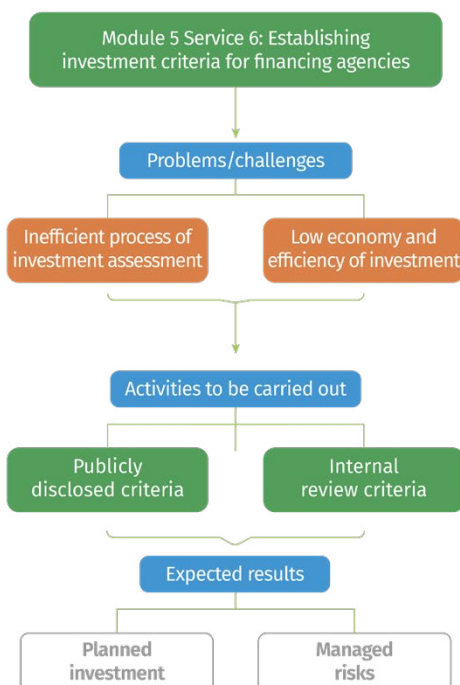 Module 5 Service 6: Establishing
investment criteria for financing agencies
Problems/challenges
Inefficient process of
investment assessment
Low economy and
efficiency of investment
Activities to be carried out
Publicly
disclosed criteria
Internal
review criteria
Expected results
Planned
investment
Managed
risks